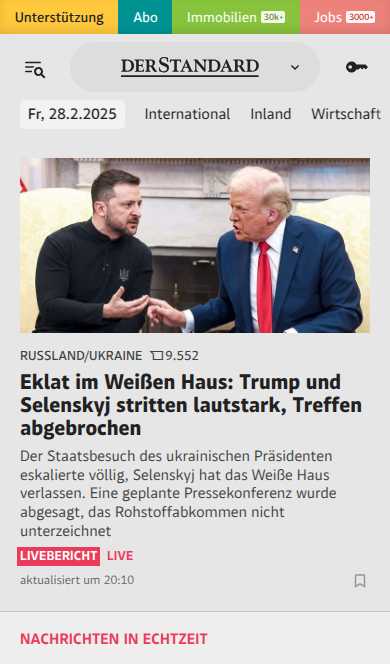 Unterstützung Abo Immobilien 30k+ Jobs 3000+
DERSTANDARD
Fr, 28.2.2025 International Inland Wirtschaft
RUSSLAND/UKRAINE 9.552
Eklat im Weißen Haus: Trump und
Selenskyj stritten lautstark, Treffen
abgebrochen
Der Staatsbesuch des ukrainischen Präsidenten
eskalierte völlig, Selenskyj hat das Weiße Haus
verlassen. Eine geplante Pressekonferenz wurde
abgesagt, das Rohstoffabkommen nicht
unterzeichnet
LIVEBERICHT LIVE
aktualisiert um 20:10
NACHRICHTEN IN ECHTZEIT